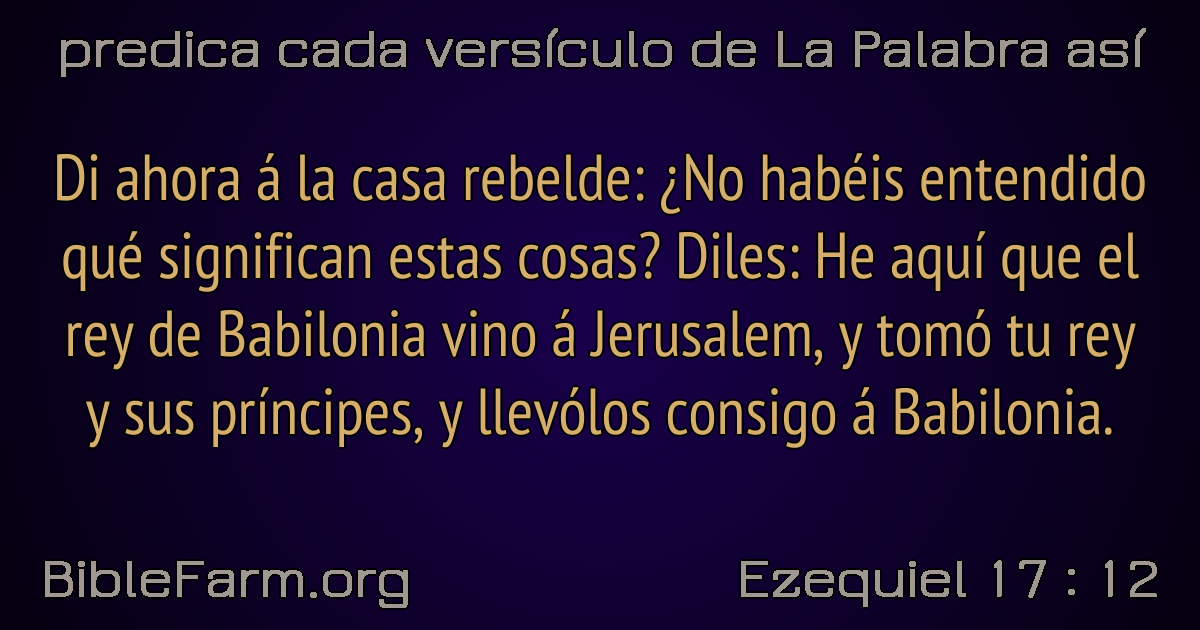 predica cada versículo de La Palabra así
Di ahora á la casa rebelde: ¿No habéis entendido
qué significan estas cosas? Diles: He aquí que el
rey de Babilonia vino á Jerusalem, y tomó tu rey
y sus príncipes, y llevólos consigo á Babilonia.
BibleFarm.org
Ezequiel 17 : 12